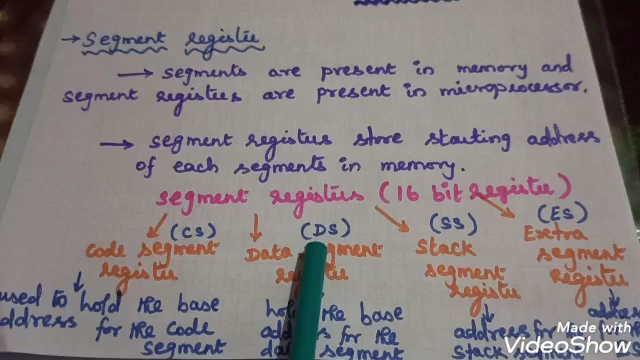 → Segment register
→ segments are present in memory and
segment registers are present in microprocessor.
→ segment registers store starting address
of each segments in memory.
segment registers (16 bit register)
(CS) (DS) (SS) (ES)
Code segment register
Data segment
Stack segment register
Extra segment register
used to hold the base address for the code segment
the base for the segment
address for stack
address
Made with
VideoShow